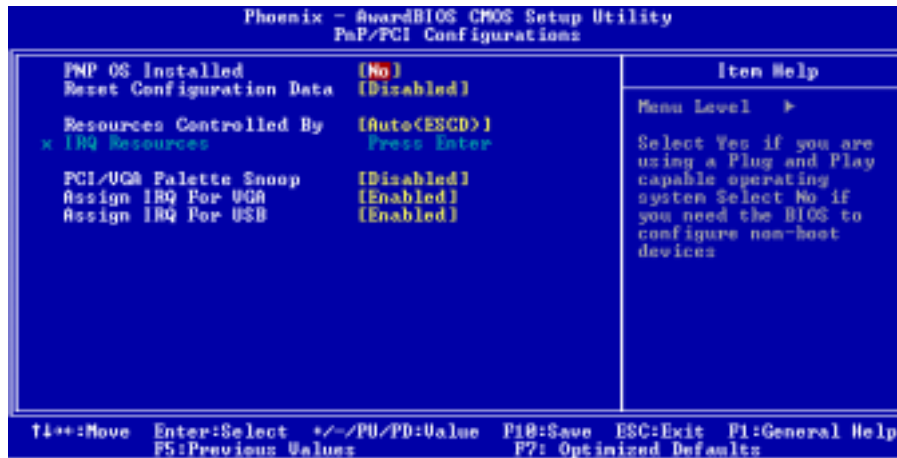 Phoenix - AwardBIOS CMOS Setup Utility
PnP/PCI Configurations
PNP OS Installed [No]
Reset Configuration Data [Disabled]
Resources Controlled By [Auto(ESCD)]
x IRQ Resources Press Enter
PCI/VGA Palette Snoop [Disabled]
Assign IRQ For VGA [Enabled]
Assign IRQ For USB [Enabled]
Item Help
Menu Level ►
Select Yes if you are
using a Plug and Play
capable operating
system Select No if
you need the BIOS to
configure non-boot
devices
↑↓→←:Move Enter:Select +/-/PU/PD:Value F10:Save ESC:Exit F1:General Help
F5:Previous Values F7: Optimized Defaults